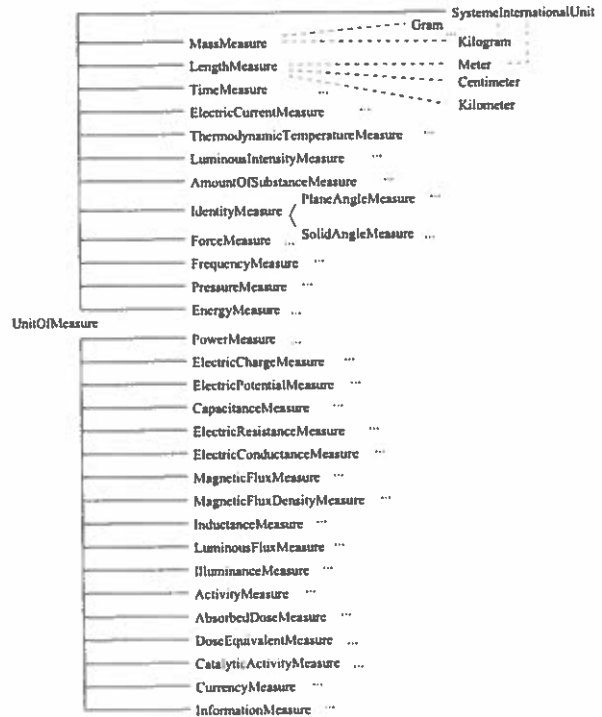 SystemeInternationalUnit
Gram
MassMeasure ... Kilogram
LengthMeasure Meter
TimeMeasure ... Centimeter
Kilometer
ElectricCurrentMeasure ...
ThermodynamicTemperatureMeasure ...
LuminousIntensityMeasure ...
AmountOfSubstanceMeasure ...
PlaneAngleMeasure ...
IdentityMeasure
ForceMeasure ... SolidAngleMeasure ...
FrequencyMeasure ...
PressureMeasure ...
EnergyMeasure ...
UnitOfMeasure
PowerMeasure ...
ElectricChargeMeasure ...
ElectricPotentialMeasure ...
CapacitanceMeasure ...
ElectricResistanceMeasure ...
ElectricConductanceMeasure ...
MagneticFluxMeasure ...
MagneticFluxDensityMeasure ...
InductanceMeasure ...
LuminousFluxMeasure ...
IlluminanceMeasure ...
ActivityMeasure ...
AbsorbedDoseMeasure ...
DoseEquivalentMeasure ...
CatalyticActivityMeasure ...
CurrencyMeasure ...
InformationMeasure ...